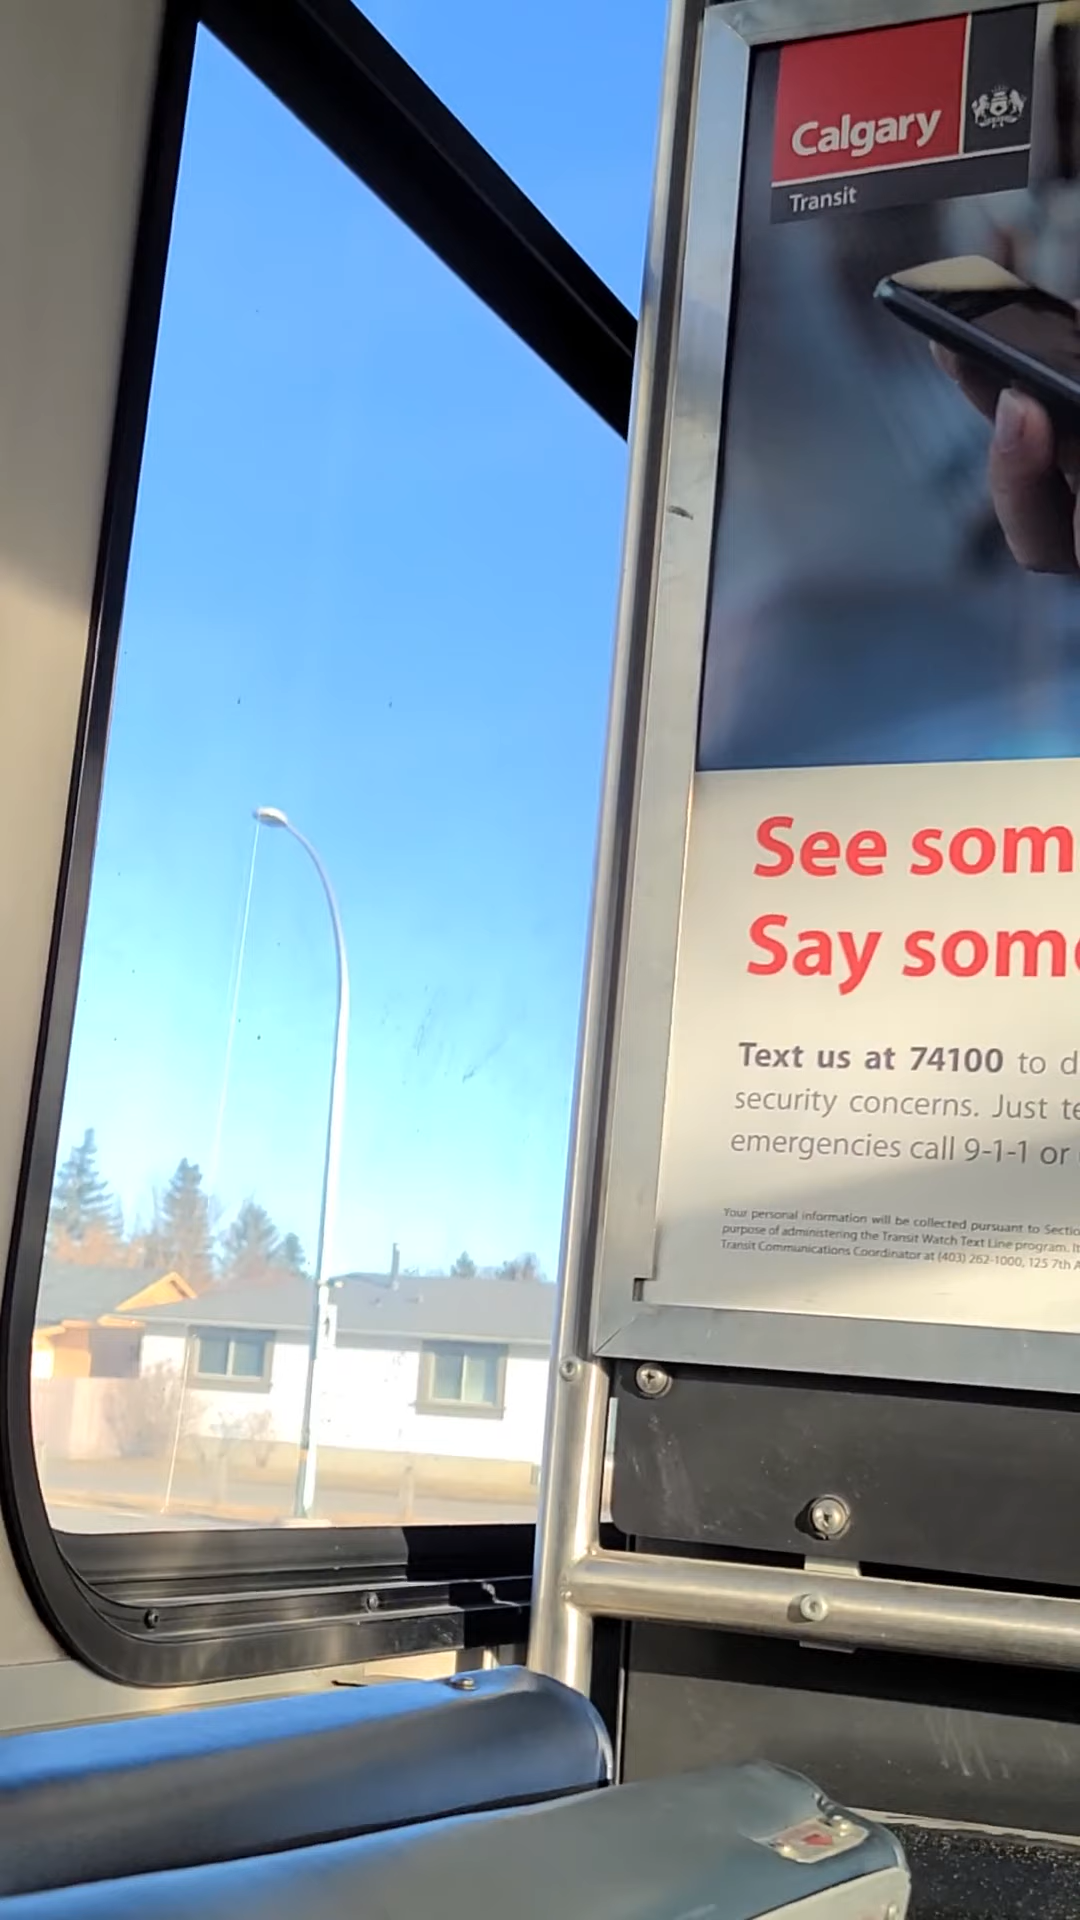 Calgary
Transit
See som
Say som
Text us at 74100 to d
security concerns. Just te
emergencies call 9-1-1 or
Your personal information will be collected pursuant to Sectio
purpose of administering the Transit Watch Text Line program. I
Transit Communications Coordinator at (403) 262-1000, 125 7th A